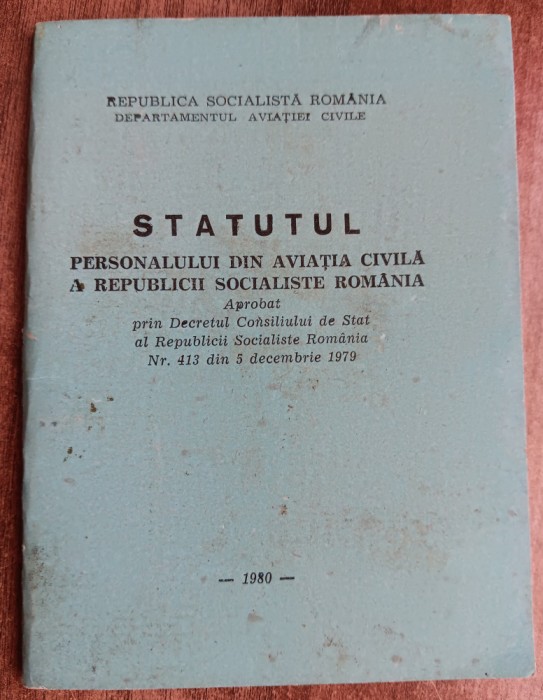 REPUBLICA SOCIALISTĂ ROMÂNIA
DEPARTAMENTUL AVIAȚIEI CIVILE
STATUTUL
PERSONALULUI DIN AVIAȚIA CIVILĂ
A REPUBLICII SOCIALISTE ROMÂNIA
Aprobat
prin Decretul Consiliului de Stat
al Republicii Socialiste România
Nr. 413 din 5 decembrie 1979
— 1980 —